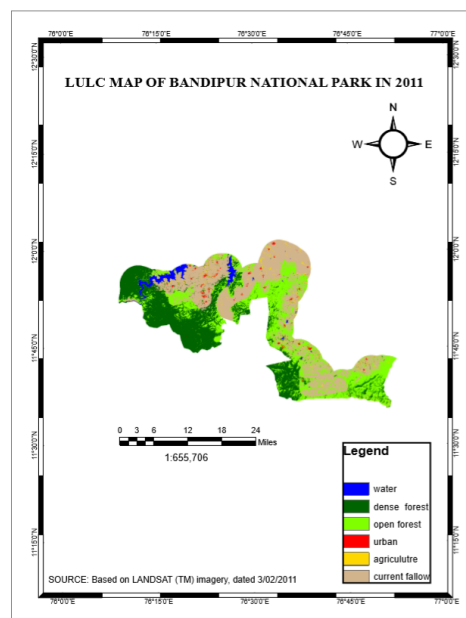 76°0'0"E 76°15'0"E 76°30'0"E 76°45'0"E 77°0'0"E
12°30'0"N 12°30'0"N
LULC MAP OF BANDIPUR NATIONAL PARK IN 2011
N
W E
S
12°15'0"N 12°15'0"N
12°0'0"N 12°0'0"N
11°45'0"N 11°45'0"N
0 3 6 12 18 24
Miles
1:655,706
11°30'0"N 11°30'0"N
Legend
water
dense forest
open forest
urban
agriculutre
current fallow
11°15'0"N 11°15'0"N
SOURCE: Based on LANDSAT (TM) imagery, dated 3/02/2011
76°0'0"E 76°15'0"E 76°30'0"E 76°45'0"E 77°0'0"E